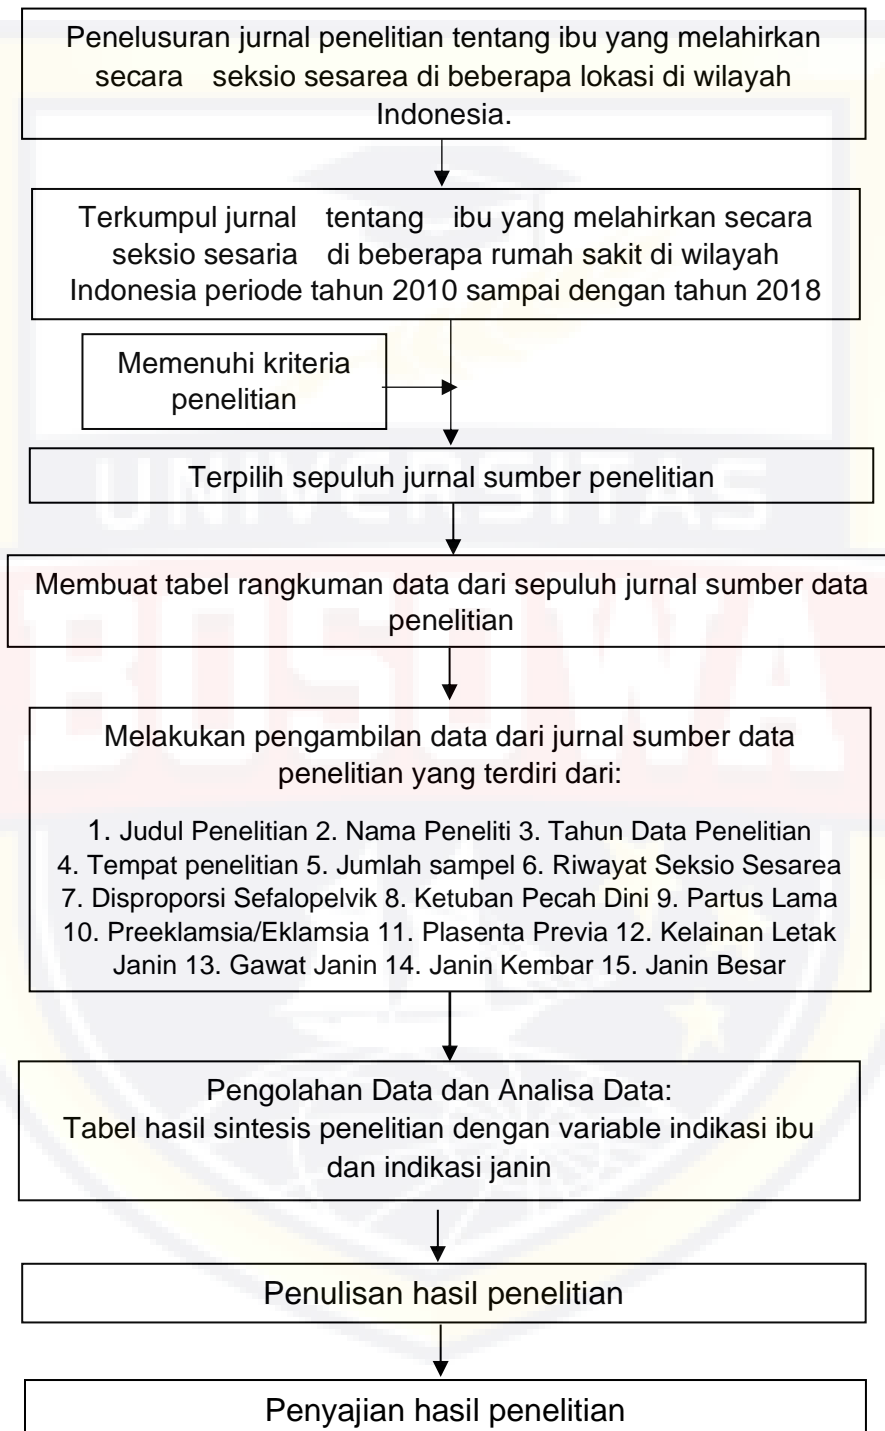 Penelusuran jurnal penelitian tentang ibu yang melahirkan
secara seksio sesarea di beberapa lokasi di wilayah
Indonesia.
Terkumpul jurnal tentang ibu yang melahirkan secara
seksio sesaria di beberapa rumah sakit di wilayah
Indonesia periode tahun 2010 sampai dengan tahun 2018
Memenuhi kriteria
penelitian
Terpilih sepuluh jurnal sumber penelitian
UNIVERSITAS
Membuat tabel rangkuman data dari sepuluh jurnal sumber data
penelitian
BOSOWA
Melakukan pengambilan data dari jurnal sumber data
penelitian yang terdiri dari:
1. Judul Penelitian 2. Nama Peneliti 3. Tahun Data Penelitian
4. Tempat penelitian 5. Jumlah sampel 6. Riwayat Seksio Sesarea
7. Disproporsi Sefalopelvik 8. Ketuban Pecah Dini 9. Partus Lama
10. Preeklamsia/Eklamsia 11. Plasenta Previa 12. Kelainan Letak
Janin 13. Gawat Janin 14. Janin Kembar 15. Janin Besar
Pengolahan Data dan Analisa Data:
Tabel hasil sintesis penelitian dengan variable indikasi ibu
dan indikasi janin
Penulisan hasil penelitian
Penyajian hasil penelitian